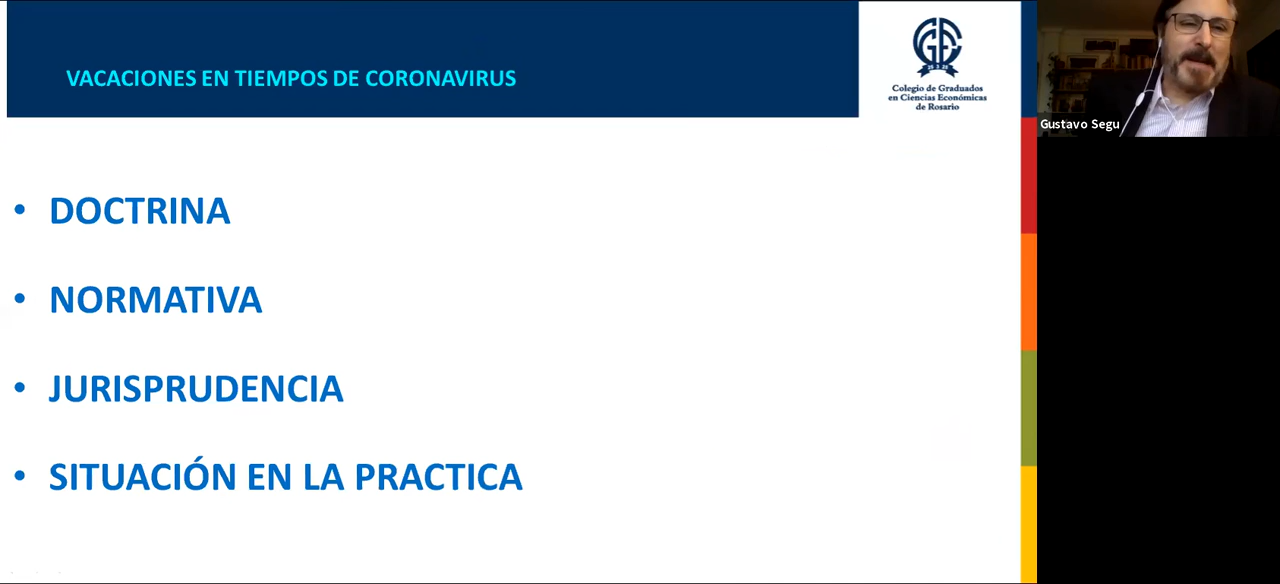 VACACIONES EN TIEMPOS DE CORONAVIRUS
Colegio de Graduados
en Ciencias Económicas
de Rosario
Gustavo Segu
• DOCTRINA
• NORMATIVA
• JURISPRUDENCIA
• SITUACIÓN EN LA PRACTICA